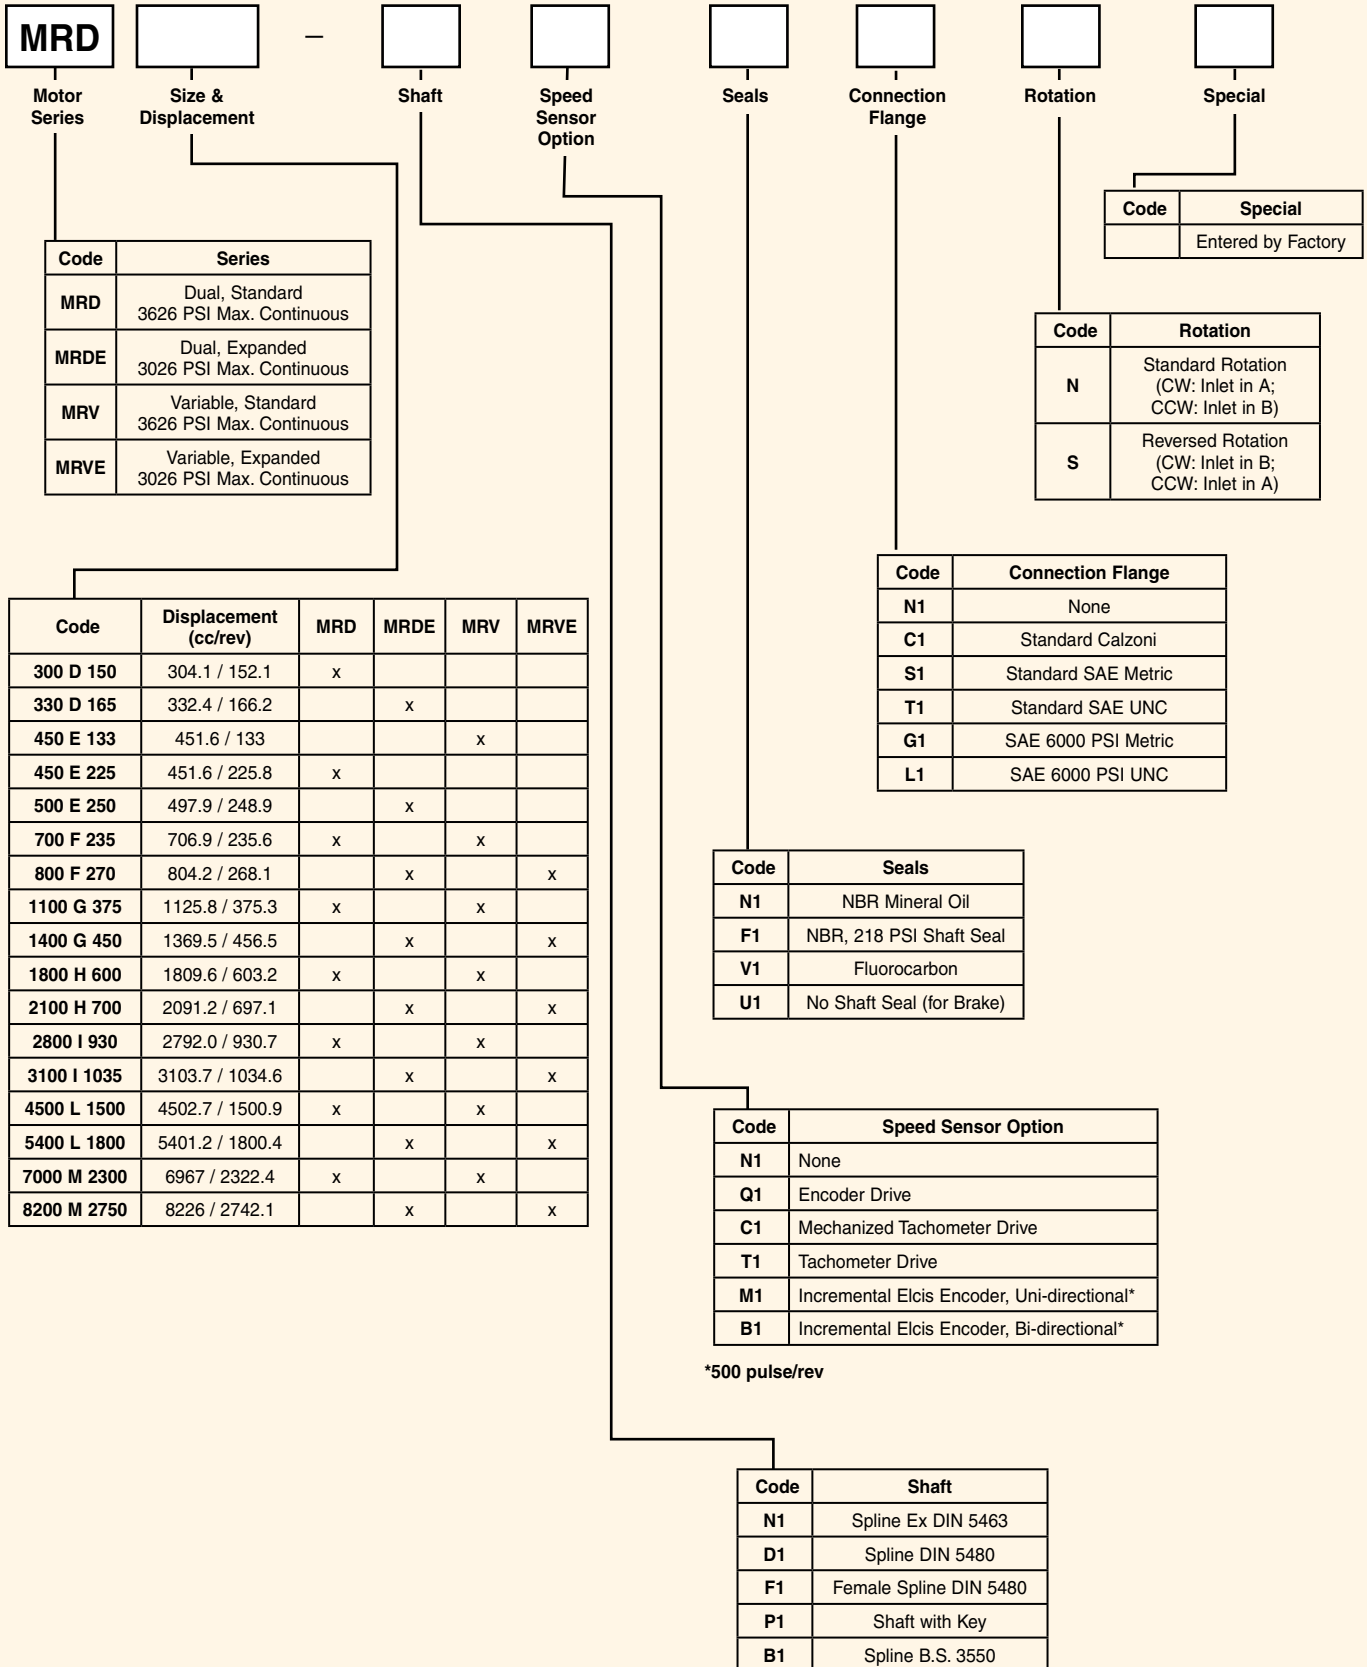 MRD –
Motor Series
Size & Displacement
Shaft
Speed Sensor Option
Seals
Connection Flange
Rotation
Special
Code Special
Entered by Factory
Code Series
MRD Dual, Standard
3626 PSI Max. Continuous
MRDE Dual, Expanded
3026 PSI Max. Continuous
MRV Variable, Standard
3626 PSI Max. Continuous
MRVE Variable, Expanded
3026 PSI Max. Continuous
Code Rotation
N Standard Rotation
(CW: Inlet in A;
CCW: Inlet in B)
S Reversed Rotation
(CW: Inlet in B;
CCW: Inlet in A)
Code Connection Flange
N1 None
C1 Standard Calzoni
S1 Standard SAE Metric
T1 Standard SAE UNC
G1 SAE 6000 PSI Metric
L1 SAE 6000 PSI UNC
Code Displacement (cc/rev) MRD MRDE MRV MRVE
300 D 150 304.1 / 152.1 x
330 D 165 332.4 / 166.2 x
450 E 133 451.6 / 133 x
450 E 225 451.6 / 225.8 x
500 E 250 497.9 / 248.9 x
700 F 235 706.9 / 235.6 x x
800 F 270 804.2 / 268.1 x x
1100 G 375 1125.8 / 375.3 x x
1400 G 450 1369.5 / 456.5 x x
1800 H 600 1809.6 / 603.2 x x
2100 H 700 2091.2 / 697.1 x x
2800 I 930 2792.0 / 930.7 x x
3100 I 1035 3103.7 / 1034.6 x x
4500 L 1500 4502.7 / 1500.9 x x
5400 L 1800 5401.2 / 1800.4 x x
7000 M 2300 6967 / 2322.4 x x
8200 M 2750 8226 / 2742.1 x x
Code Seals
N1 NBR Mineral Oil
F1 NBR, 218 PSI Shaft Seal
V1 Fluorocarbon
U1 No Shaft Seal (for Brake)
Code Speed Sensor Option
N1 None
Q1 Encoder Drive
C1 Mechanized Tachometer Drive
T1 Tachometer Drive
M1 Incremental Elcis Encoder, Uni-directional*
B1 Incremental Elcis Encoder, Bi-directional*
*500 pulse/rev
Code Shaft
N1 Spline Ex DIN 5463
D1 Spline DIN 5480
F1 Female Spline DIN 5480
P1 Shaft with Key
B1 Spline B.S. 3550